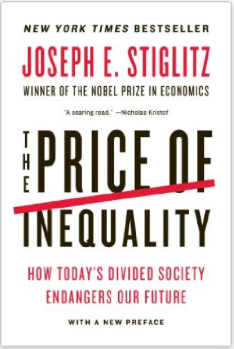 NEW YORK TIMES BESTSELLER
JOSEPH E. STIGLITZ
WINNER OF THE NOBEL PRIZE IN ECONOMICS
"A searing read." —Nicholas Kristof
THE PRICE OF
INEQUALITY
HOW TODAY'S DIVIDED SOCIETY
ENDANGERS OUR FUTURE
WITH A NEW PREFACE